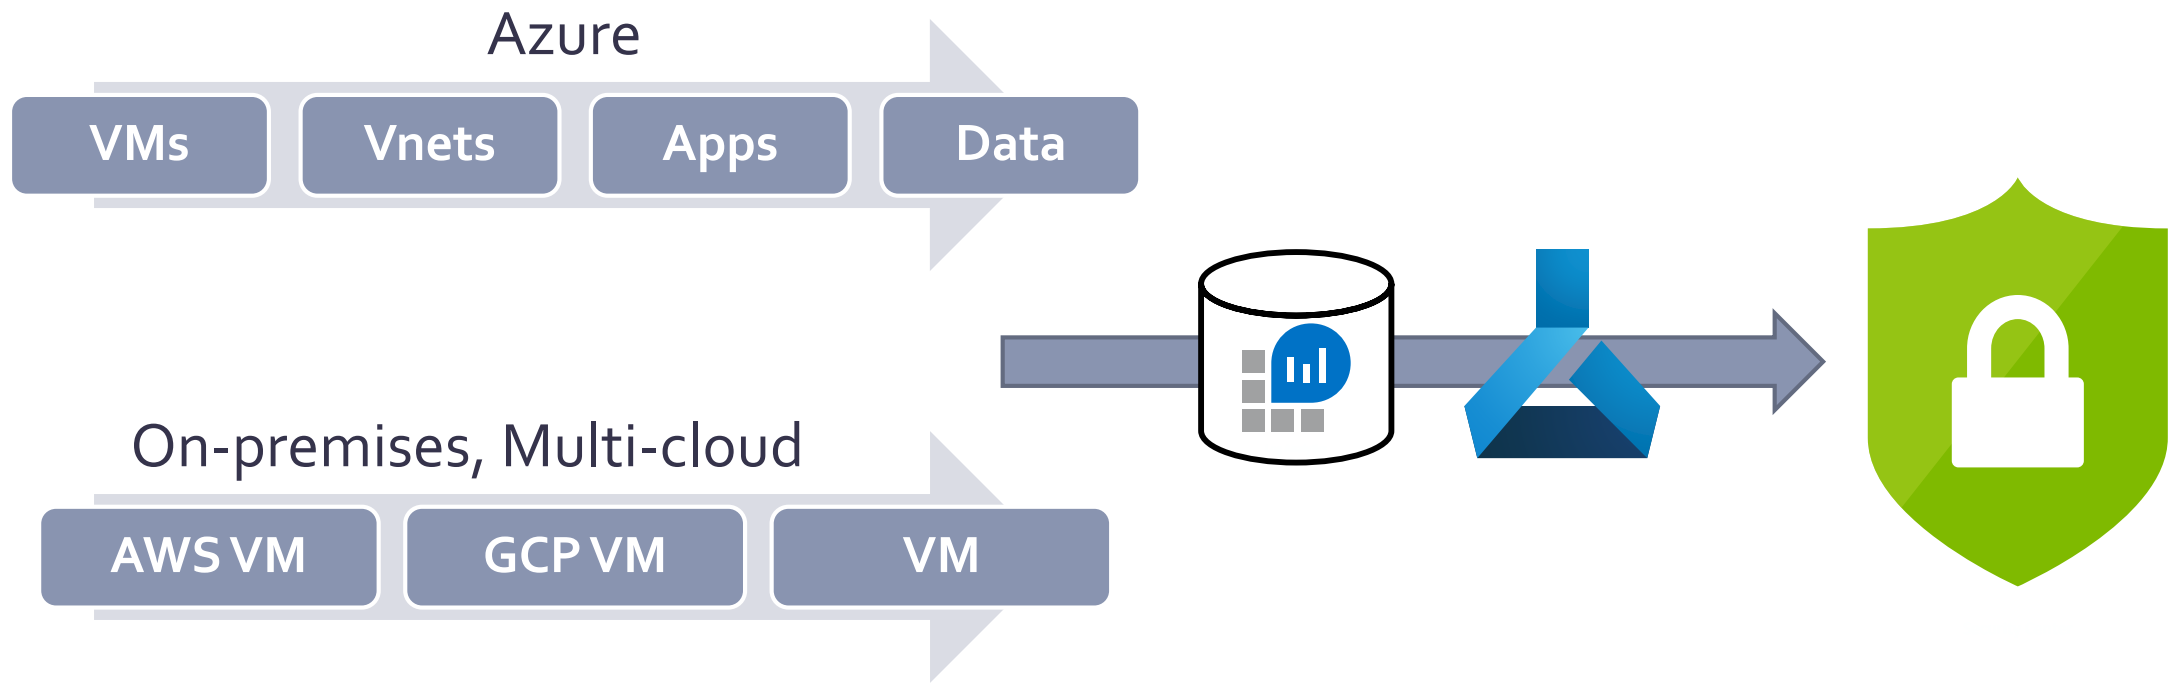 Azure
VMs
Vnets
Apps
Data
On-premises, Multi-cloud
AWS VM
GCP VM
VM